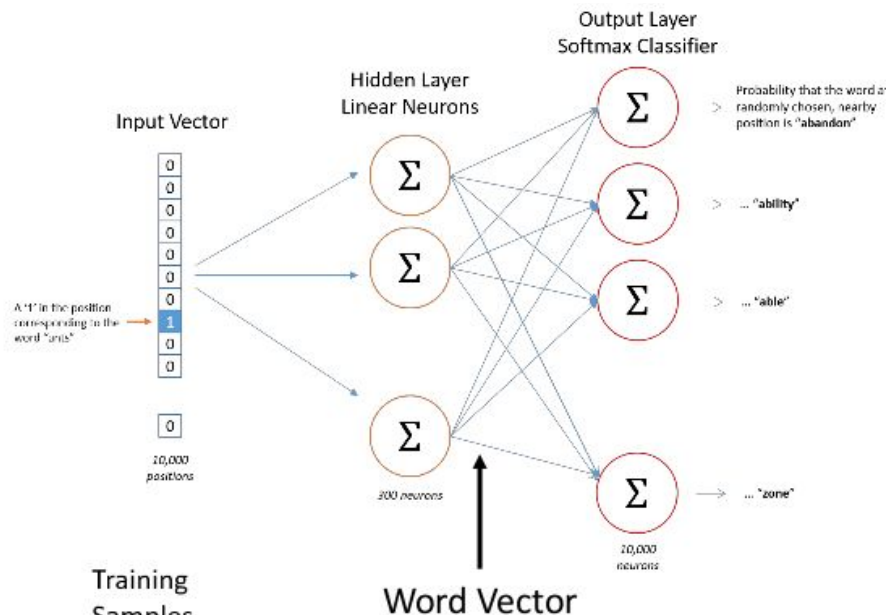 Output Layer
Softmax Classifier
Hidden Layer
Linear Neurons
Input Vector
0
0
0
0
0
0
0
1
0
0
0
A '1' in the position
corresponding to the
word "ants"
10,000
positions
Σ
Σ
Σ
300 neurons
Σ
Σ
Σ
Σ
10,000
neurons
Probability that the word at
randomly chosen, nearby
position is "abandon"
... "ability"
... "able"
... "zone"
Training
Samples
Word Vector